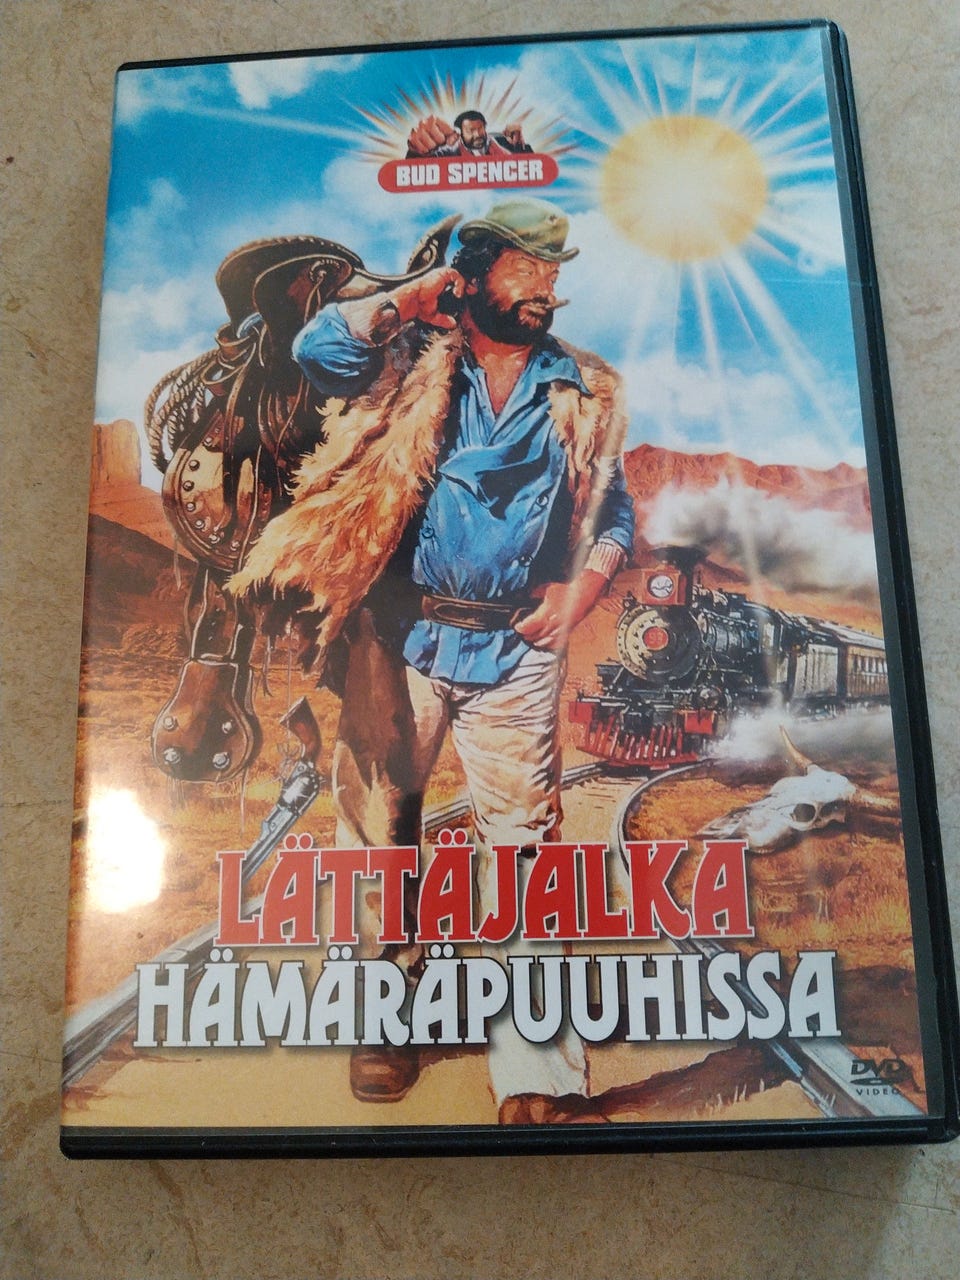 BUD SPENCER
LÄTTÄJALKA
HÄMÄRÄPUUHISSA
DVD
VIDEO